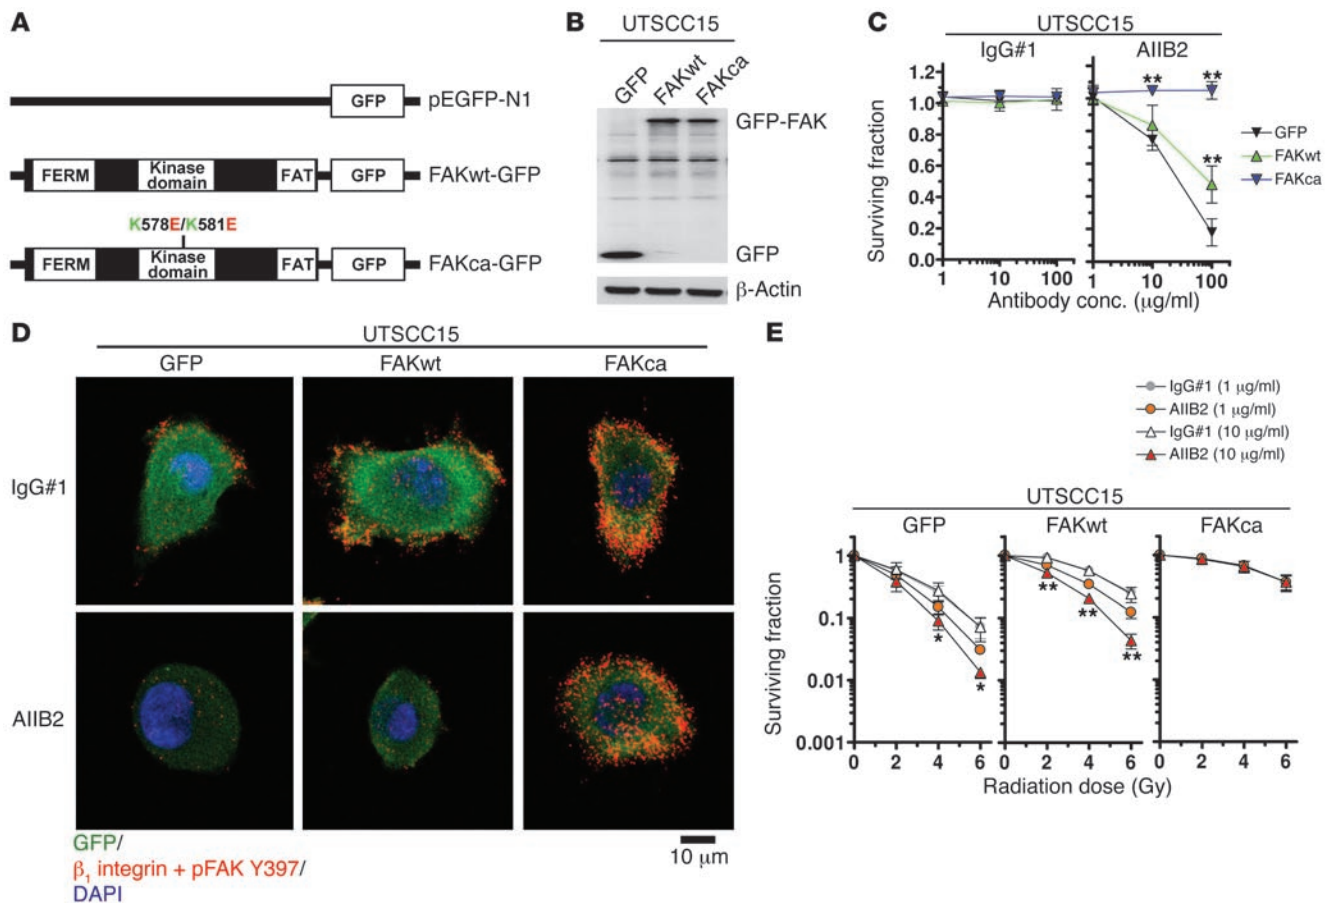 A
GFP
pEGFP-N1
FERM
Kinase domain
FAT
GFP
FAKwt-GFP
K578E/K581E
FERM
Kinase domain
FAT
GFP
FAKca-GFP
B
UTSCC15
GFP
FAKwt
FAKca
GFP-FAK
GFP
β-Actin
C
UTSCC15
IgG#1
AIIB2
Surviving fraction
1.2
1.0
0.8
0.6
0.4
0.2
0.0
**
**
**
1
10
100
1
10
100
Antibody conc. (μg/ml)
GFP
FAKwt
FAKca
D
UTSCC15
GFP
FAKwt
FAKca
IgG#1
AIIB2
GFP/
β1 integrin + pFAK Y397/
DAPI
10 μm
E
IgG#1 (1 μg/ml)
AIIB2 (1 μg/ml)
IgG#1 (10 μg/ml)
AIIB2 (10 μg/ml)
UTSCC15
GFP
FAKwt
FAKca
Surviving fraction
1
0.1
0.01
0.001
*
*
**
**
**
0
2
4
6
0
2
4
6
0
2
4
6
Radiation dose (Gy)